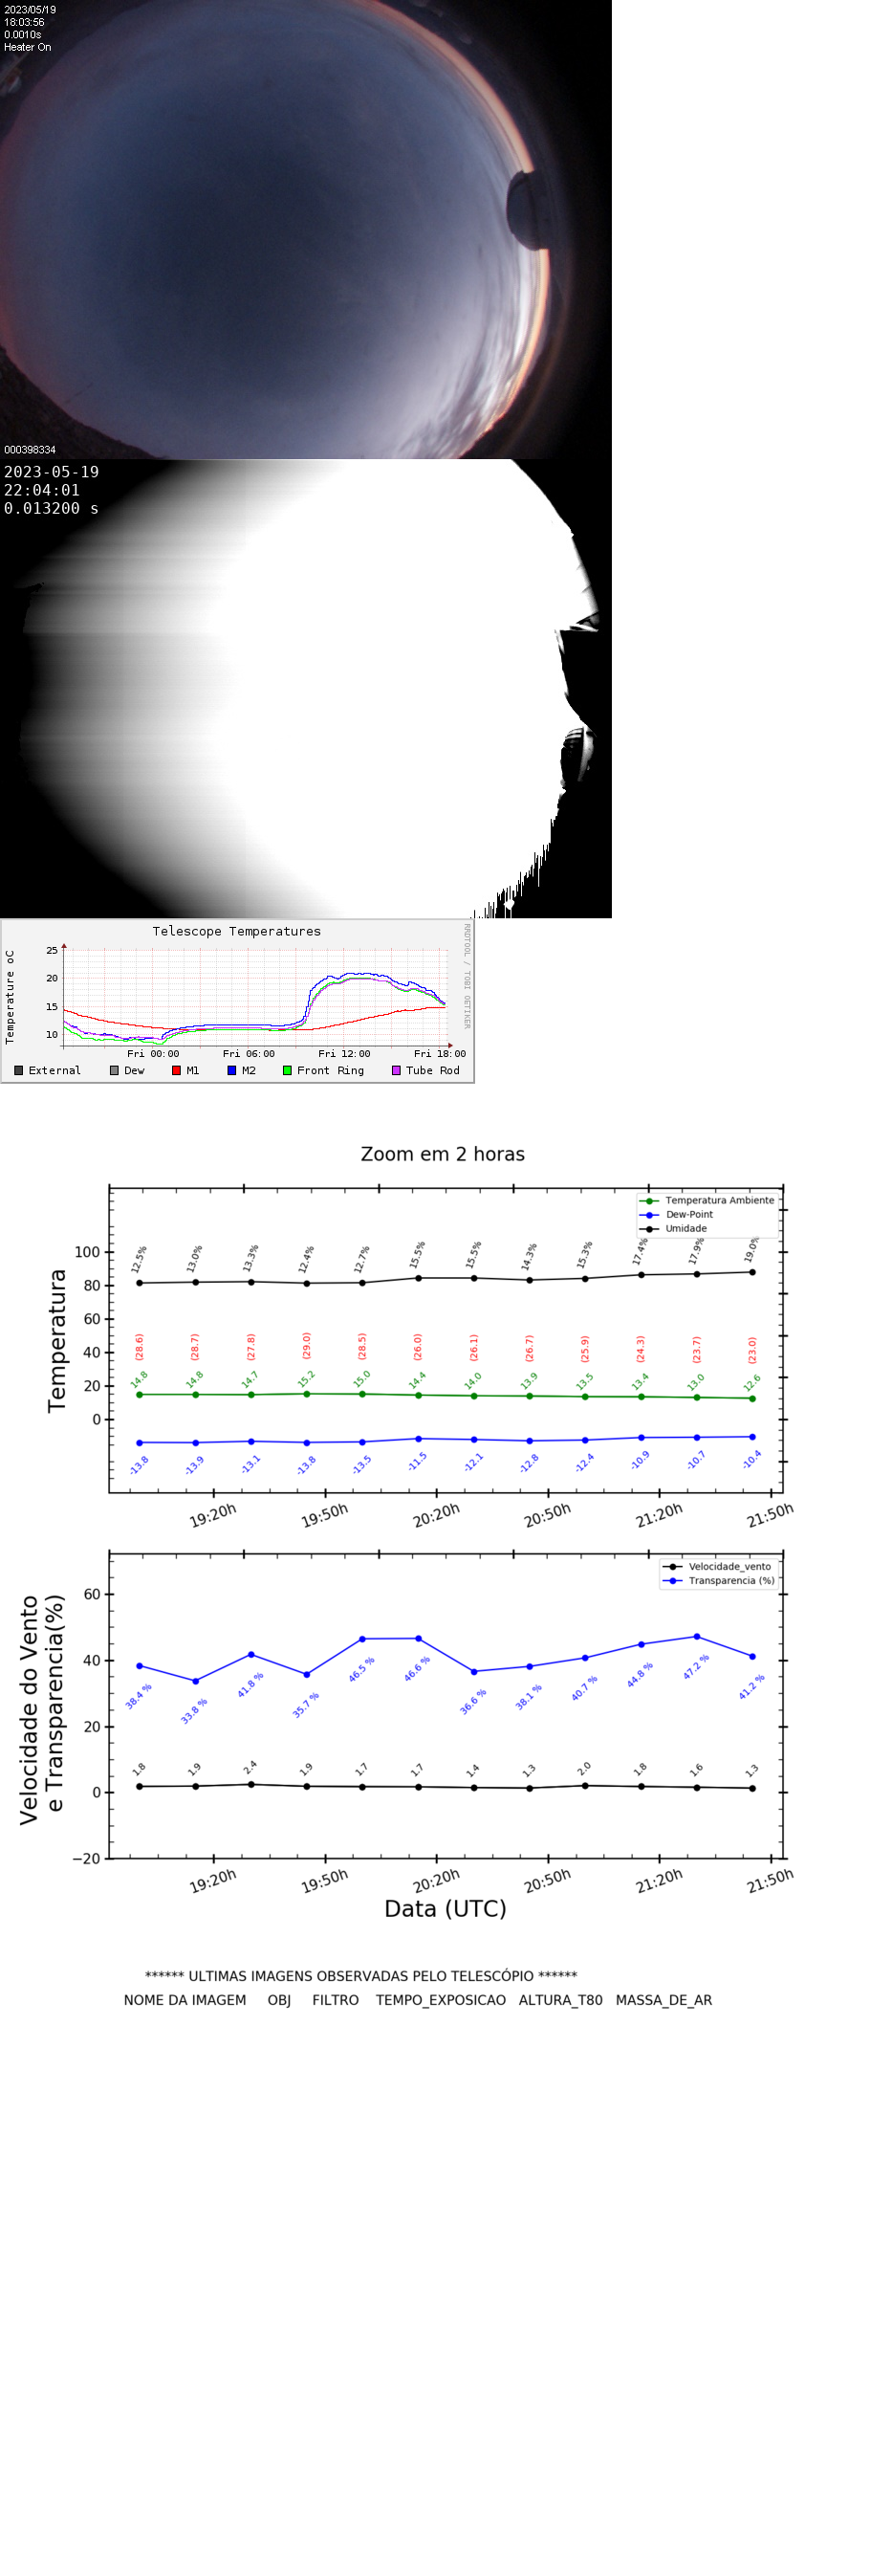 2023/05/19
18:03:56
0.0010s
Heater On
000398334
2023-05-19
22:04:01
0.013200 s
Telescope Temperatures
RRDTOOL / TOBI OETIKER
Temperature oC
25
20
15
10
Fri 00:00 Fri 06:00 Fri 12:00 Fri 18:00
External Dew M1 M2 Front Ring Tube Rod
Zoom em 2 horas
Temperatura
Temperatura Ambiente
Dew-Point
Umidade
100
80
60
40
20
0
12.5% 13.0% 13.3% 12.4% 12.7% 15.5% 15.5% 14.3% 15.3% 17.4% 17.9% 19.0%
(28.6) (28.7) (27.8) (29.0) (28.5) (26.0) (26.1) (26.7) (25.9) (24.3) (23.7) (23.0)
14.8 14.8 14.7 15.2 15.0 14.4 14.0 13.9 13.5 13.4 13.0 12.6
-13.8 -13.9 -13.1 -13.8 -13.5 -11.5 -12.1 -12.8 -12.4 -10.9 -10.7 -10.4
19:20h 19:50h 20:20h 20:50h 21:20h 21:50h
Velocidade do Vento
e Transparencia(%)
Velocidade_vento
Transparencia (%)
60
40
20
0
−20
38.4 % 33.8 % 41.8 % 35.7 % 46.5 % 46.6 % 36.6 % 38.1 % 40.7 % 44.8 % 47.2 % 41.2 %
1.8 1.9 2.4 1.9 1.7 1.7 1.4 1.3 2.0 1.8 1.6 1.3
19:20h 19:50h 20:20h 20:50h 21:20h 21:50h
Data (UTC)
****** ULTIMAS IMAGENS OBSERVADAS PELO TELESCÓPIO ******
NOME DA IMAGEM OBJ FILTRO TEMPO_EXPOSICAO ALTURA_T80 MASSA_DE_AR